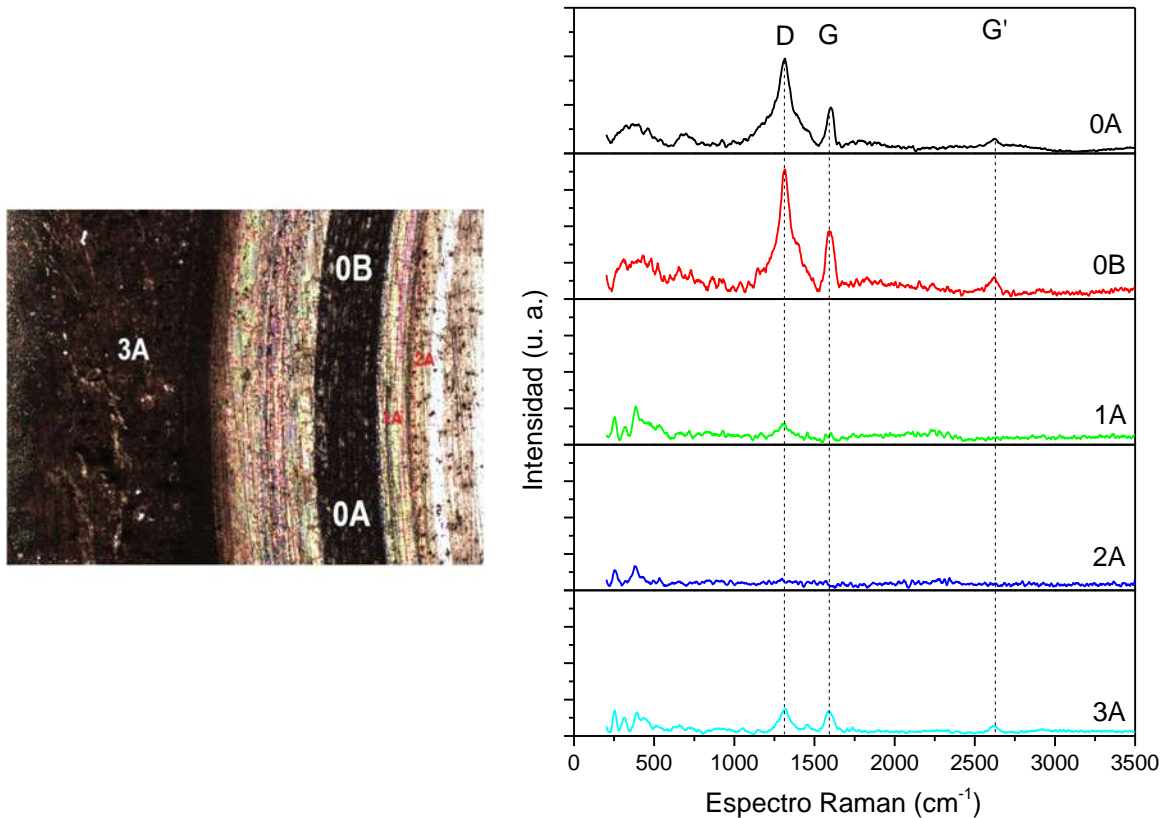 0B
3A
2A
1A
0A
D G G'
0A
0B
1A
2A
3A
Intensidad (u. a.)
0 500 1000 1500 2000 2500 3000 3500
Espectro Raman (cm⁻¹)